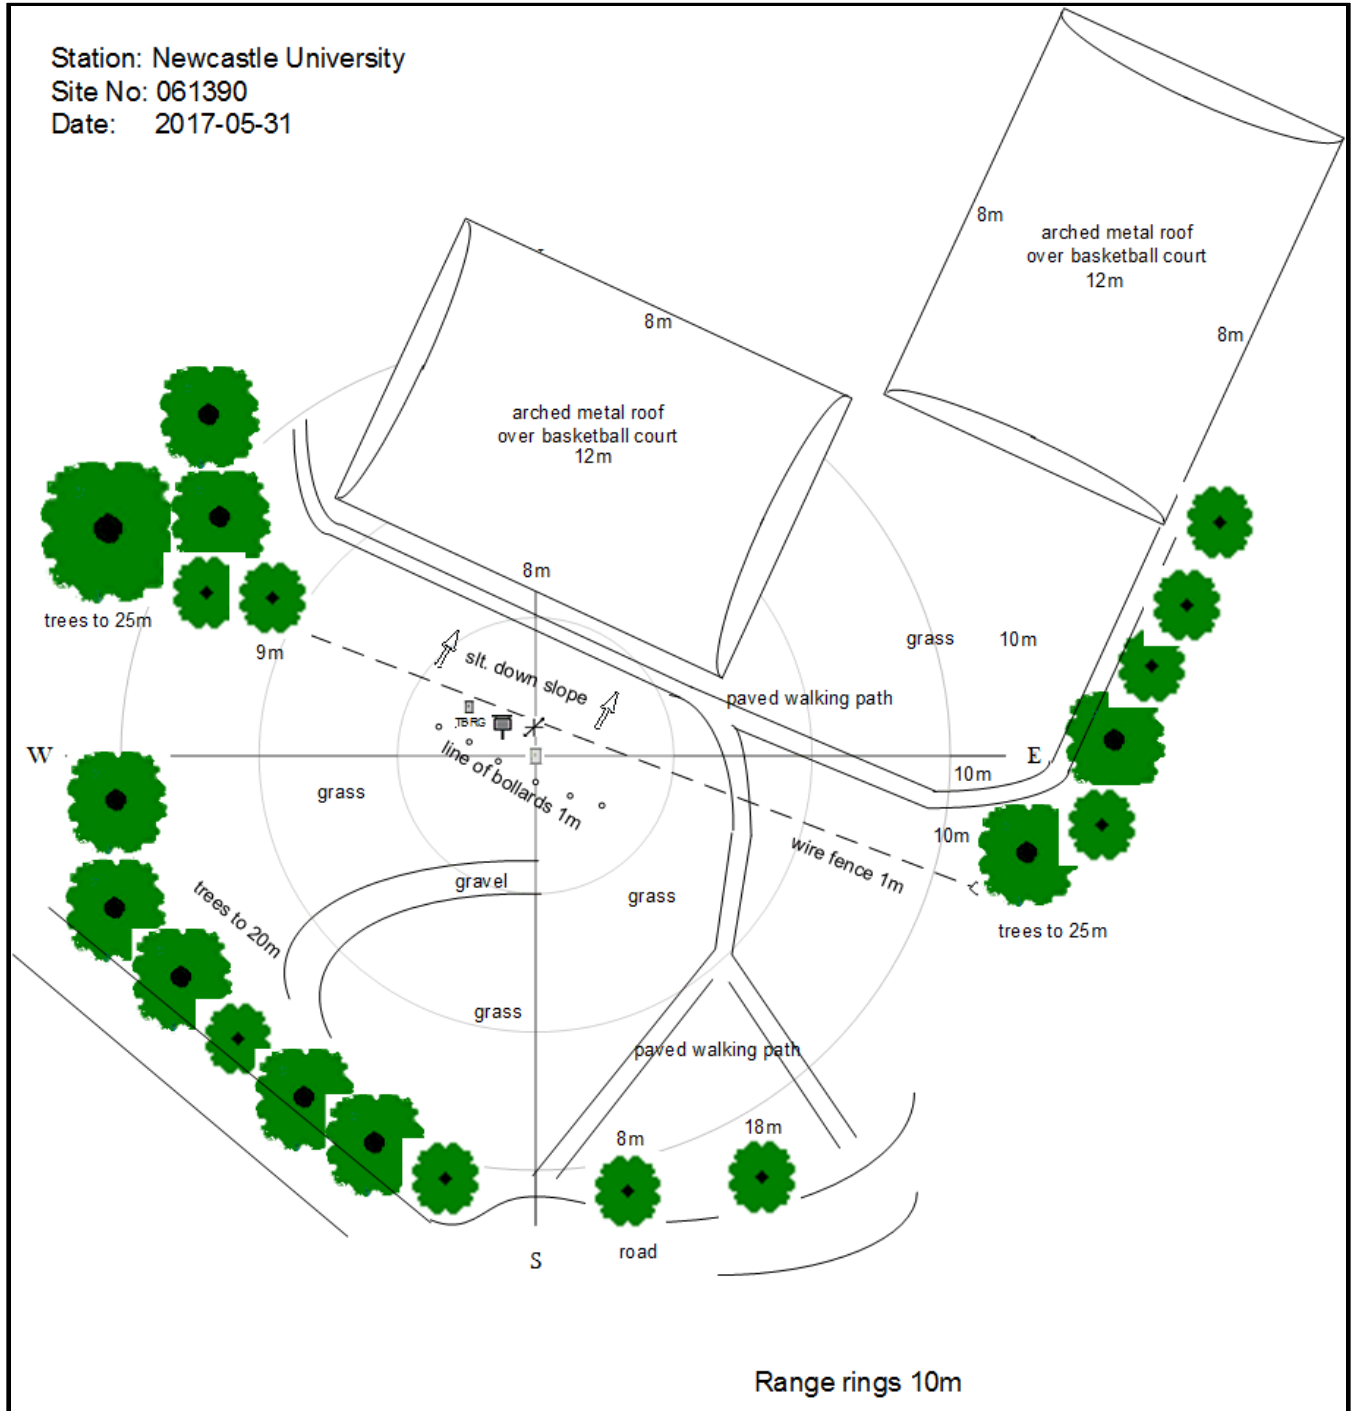 Station: Newcastle University
Site No: 061390
Date: 2017-05-31
8m
arched metal roof
over basketball court
12m
8m
8m
arched metal roof
over basketball court
12m
8m
8m
trees to 25m
9m
slt. down slope
grass
10m
paved walking path
TBRG
W
E
line of bollards 1m
10m
grass
10m
wire fence 1m
gravel
grass
trees to 20m
trees to 25m
grass
paved walking path
8m
18m
S
road
Range rings 10m